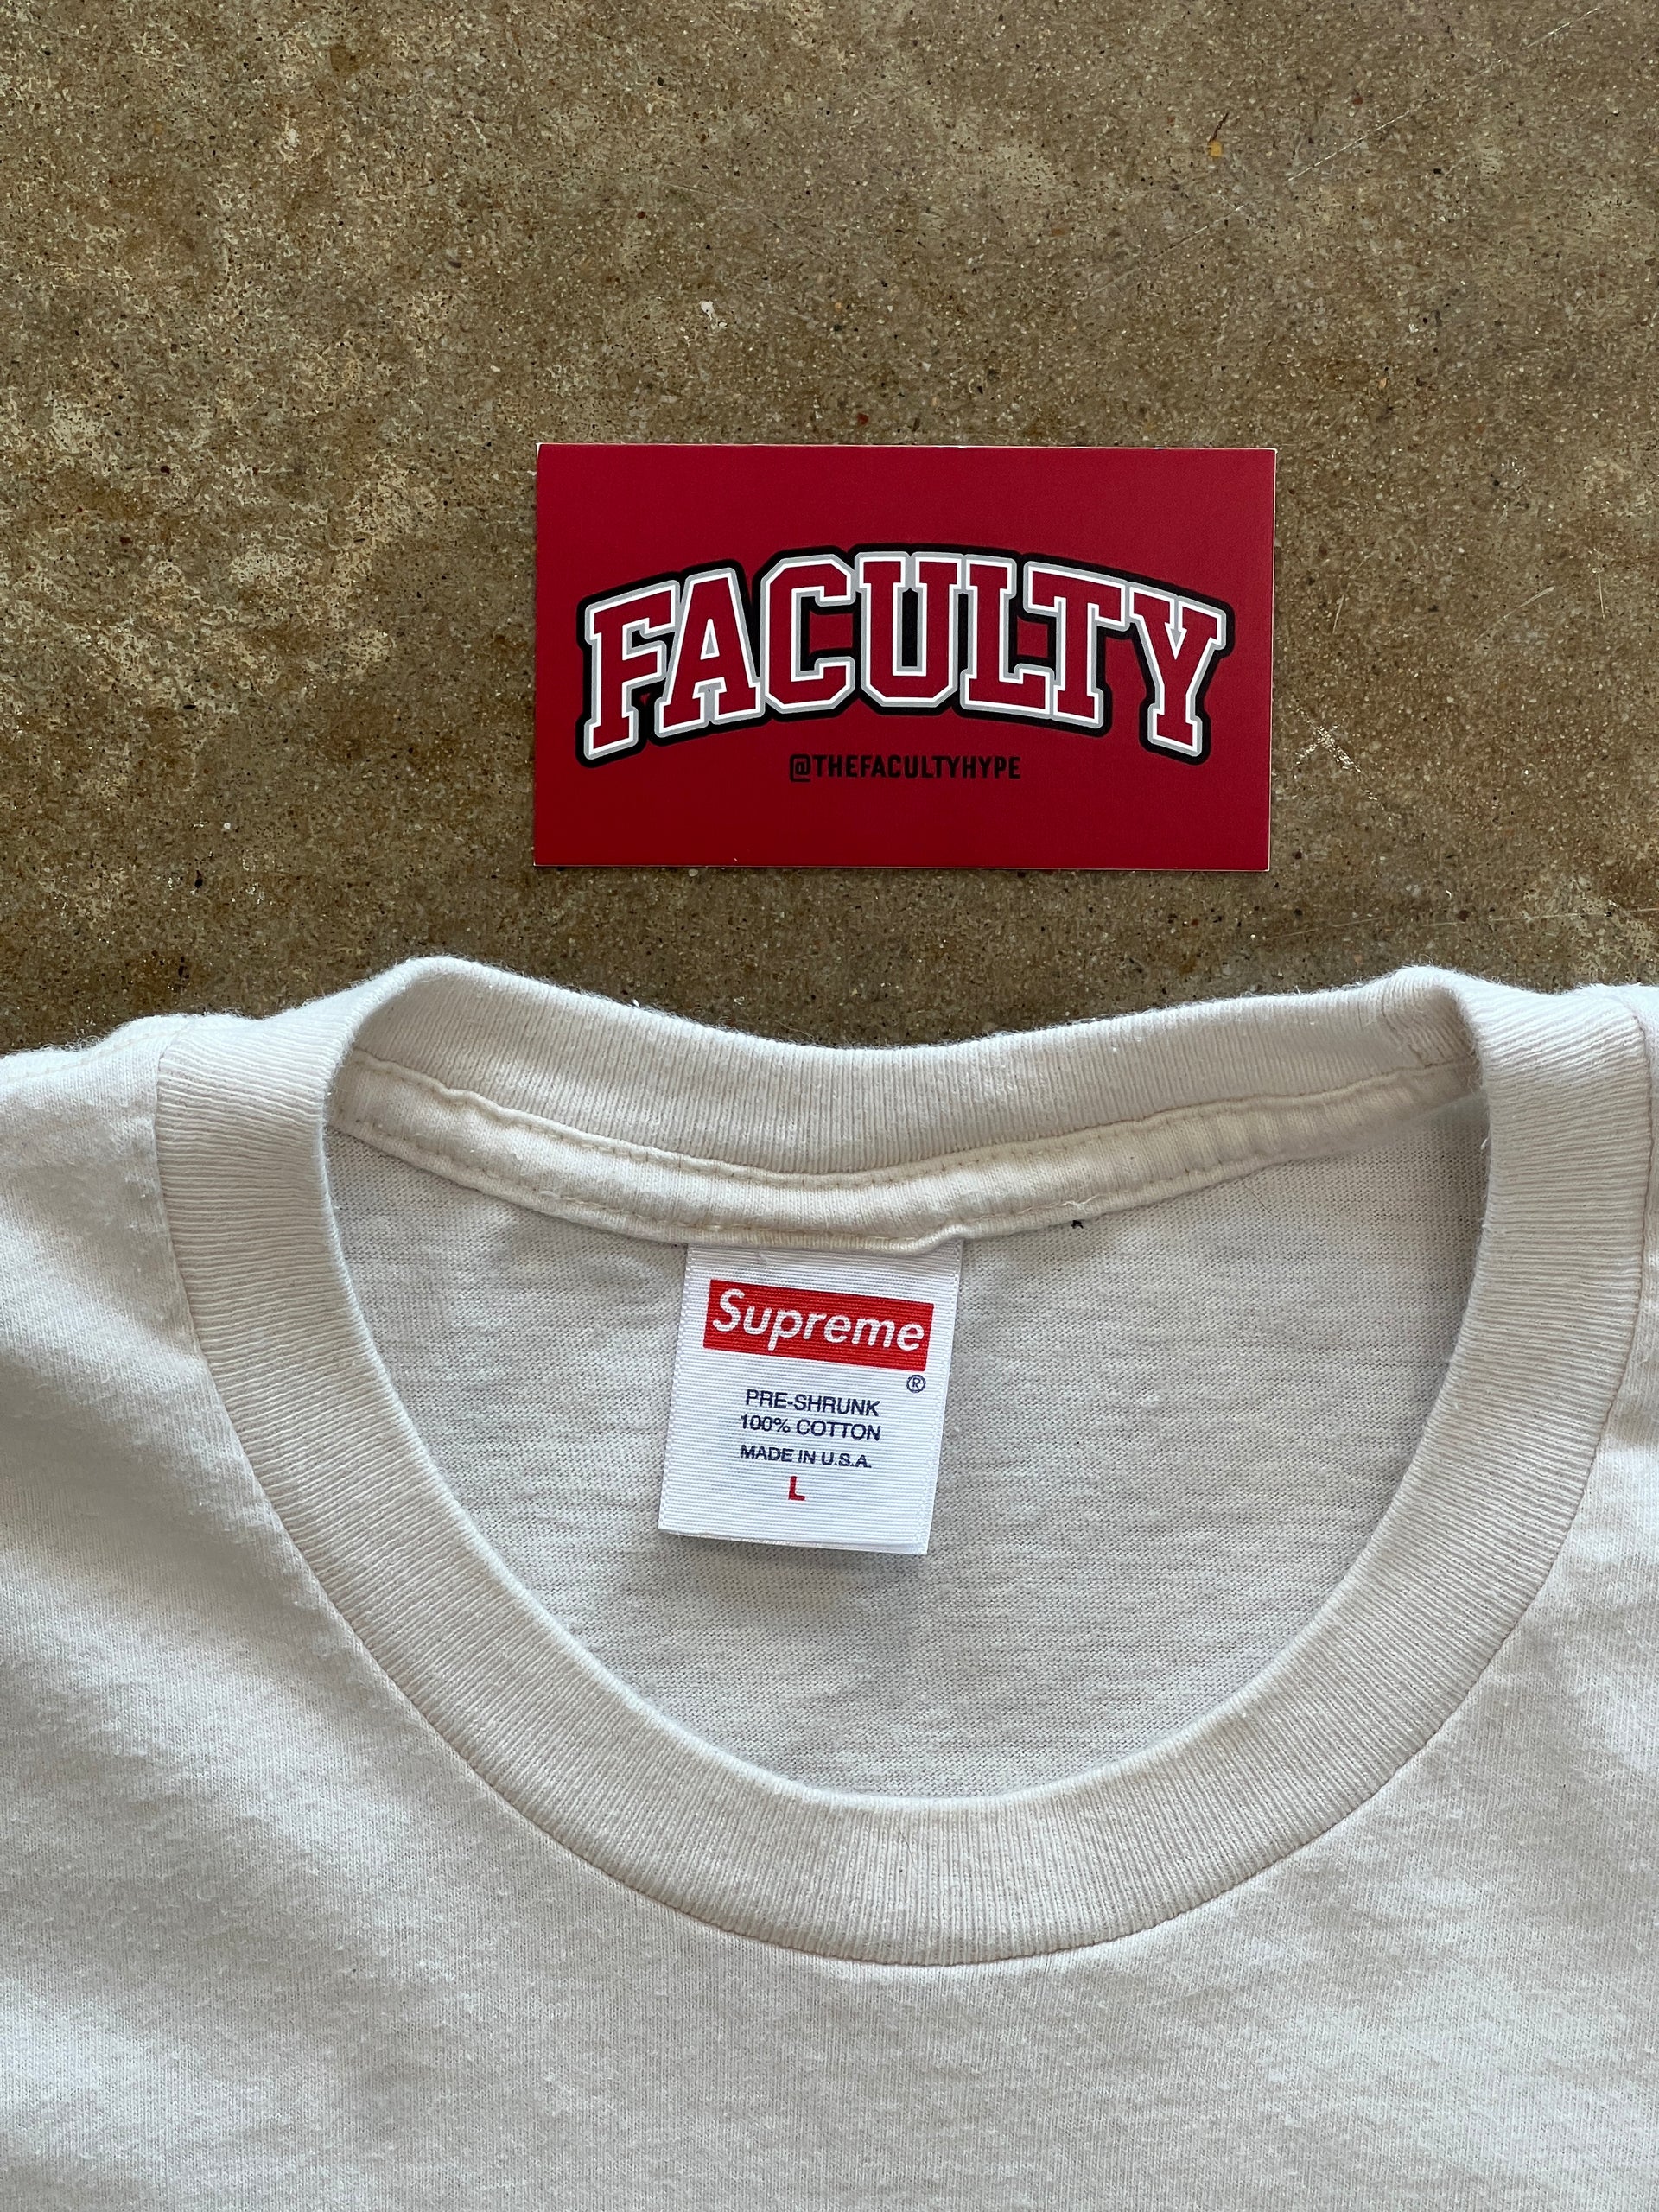 FACULTY
@THEFACULTYHYPE
Supreme
®
PRE-SHRUNK
100% COTTON
MADE IN U.S.A.
L